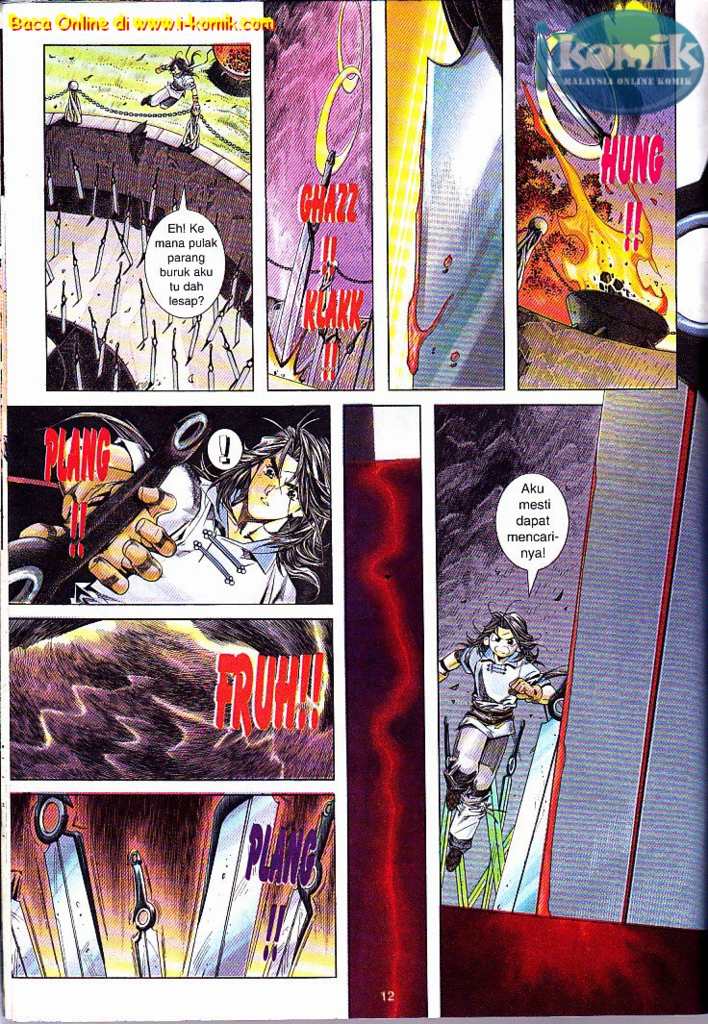 Baca Online di www.i-komik.com
ikomik
MALAYSIA ONLINE KOMIK
Eh! Ke
mana pulak
parang
buruk aku
tu dah
lesap?
GHAZZ
!!
KLAKK
!!
HUNG
!!
PLANG
!!
!
FRUH!!
PLANG
!!
Aku
mesti
dapat
mencari-
nya!
12